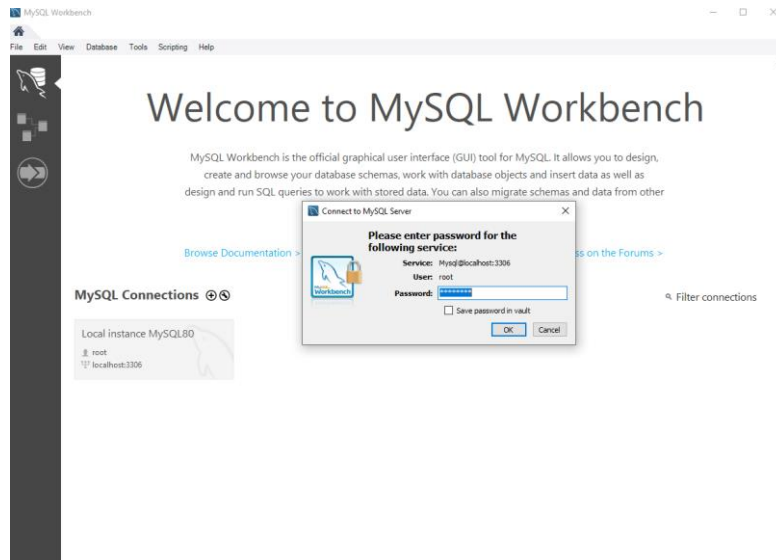 MySQL Workbench
File Edit View Database Tools Scripting Help
Welcome to MySQL Workbench
MySQL Workbench is the official graphical user interface (GUI) tool for MySQL. It allows you to design,
create and browse your database schemas, work with database objects and insert data as well as
design and run SQL queries to work with stored data. You can also migrate schemas and data from other
Browse Documentation >
ss on the Forums >
Connect to MySQL Server
Please enter password for the
following service:
Service: Mysql@localhost:3306
User: root
Password: ********
Save password in vault
OK Cancel
MySQL Workbench
MySQL Connections
Filter connections
Local instance MySQL80
root
localhost:3306